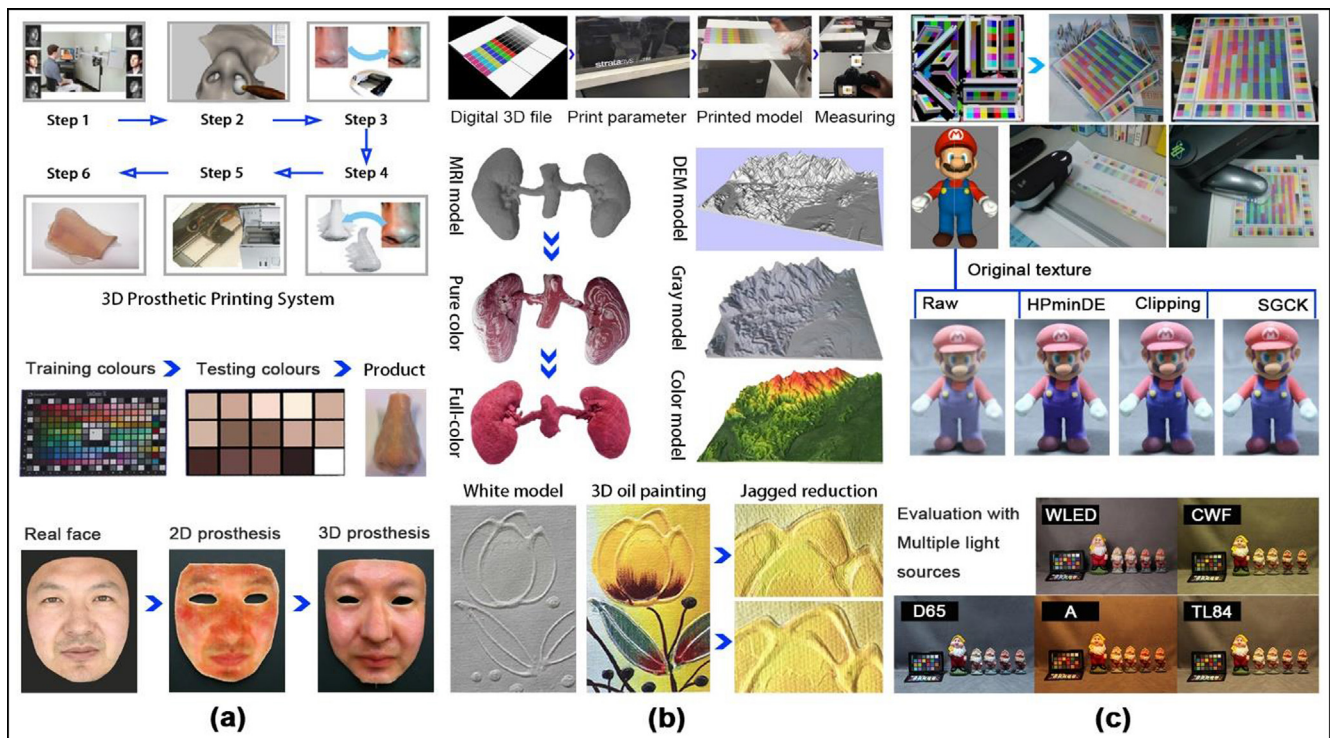 Step 1
Step 2
Step 3
Step 6
Step 5
Step 4
3D Prosthetic Printing System
Training colours
Testing colours
Product
Real face
2D prosthesis
3D prosthesis
(a)
stratasys
Digital 3D file
Print parameter
Printed model
Measuring
MRI model
Pure color
Full-color
DEM model
Gray model
Color model
White model
3D oil painting
Jagged reduction
(b)
Original texture
Raw
HPminDE
Clipping
SGCK
Evaluation with
Multiple light
sources
WLED
CWF
D65
A
TL84
(c)